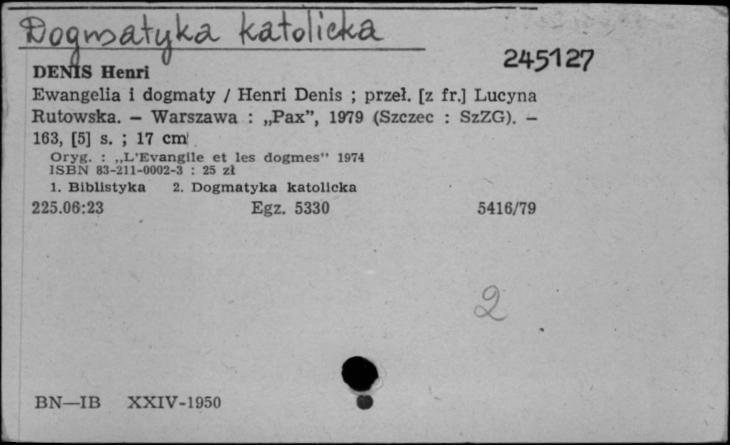 Dogmatyka katolicka
245127
DENIS Henri
Ewangelia i dogmaty / Henri Denis ; przeł. [z fr.] Lucyna
Rutowska. — Warszawa : „Pax”, 1979 (Szczec : SzZG). —
163, [5] s. ; 17 cm
Oryg. : „L'Evangile et les dogmes” 1974
ISBN 83-211-0002-3 : 25 zł
1. Biblistyka 2. Dogmatyka katolicka
225.06:23 Egz. 5330 5416/79
2
BN—IB XXIV-1950